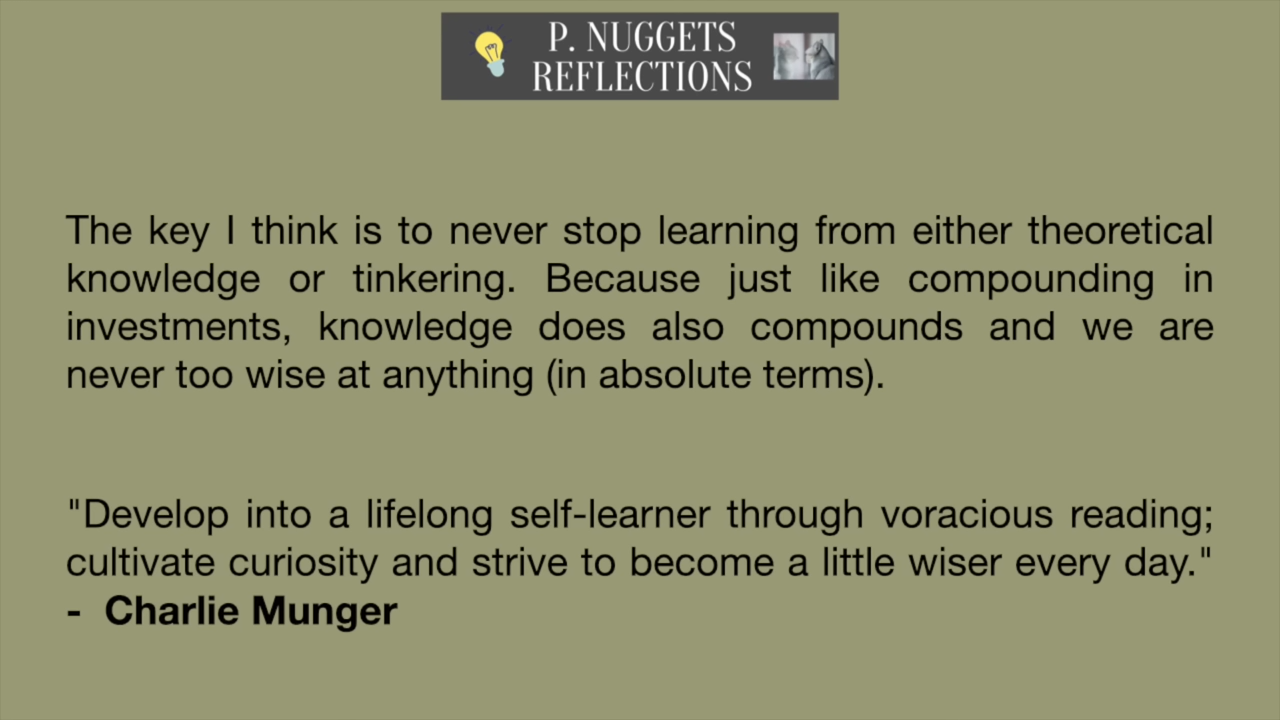 P. NUGGETS
REFLECTIONS
The key I think is to never stop learning from either theoretical
knowledge or tinkering. Because just like compounding in
investments, knowledge does also compounds and we are
never too wise at anything (in absolute terms).
"Develop into a lifelong self-learner through voracious reading;
cultivate curiosity and strive to become a little wiser every day."
- Charlie Munger